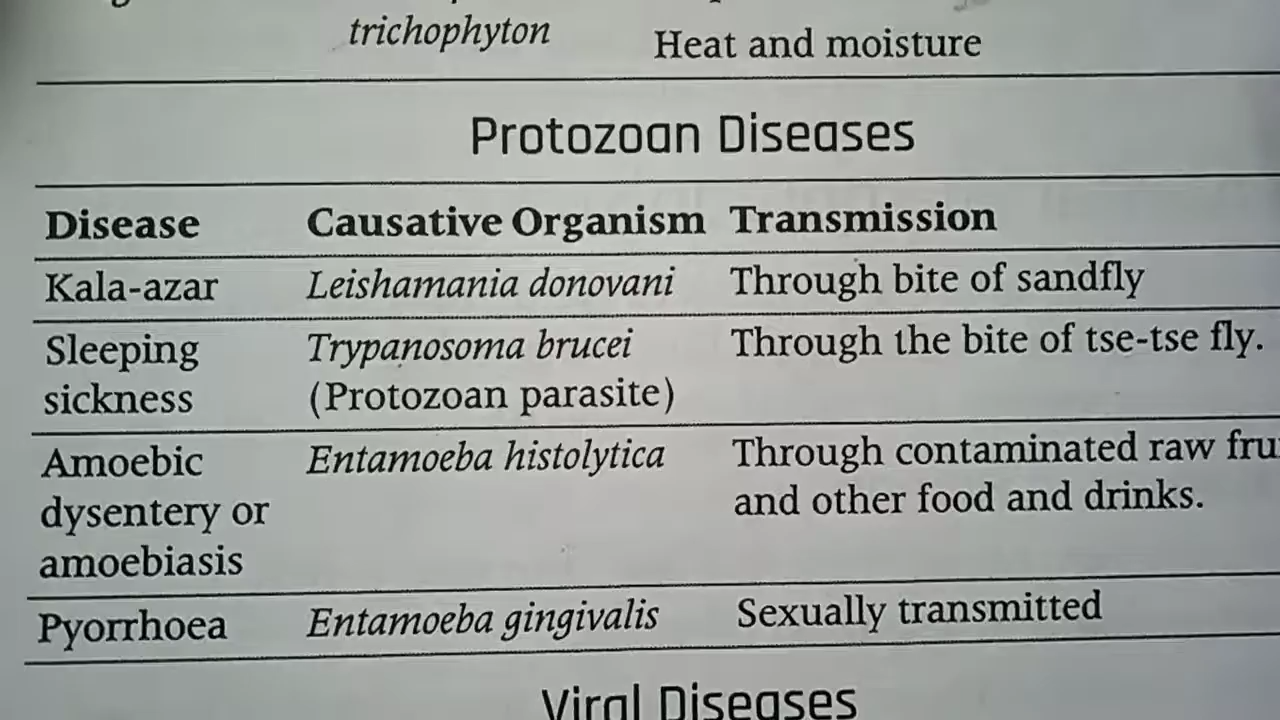 trichophyton
Heat and moisture
Protozoan Diseases
Disease Causative Organism Transmission
Kala-azar Leishamania donovani Through bite of sandfly
Sleeping Trypanosoma brucei Through the bite of tse-tse fly.
sickness (Protozoan parasite)
Amoebic Entamoeba histolytica Through contaminated raw
dysentery or and other food and drinks.
amoebiasis
Pyorrhoea Entamoeba gingivalis Sexually transmitted
Viral Diseases